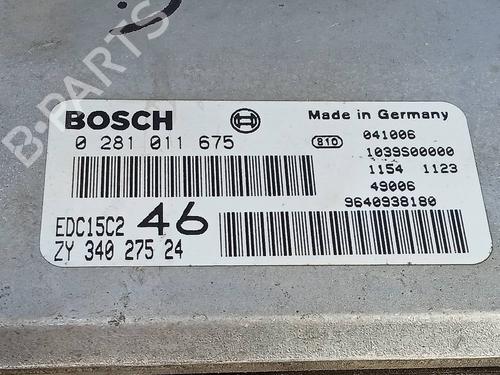 B-PARTS
BOSCH
Made in Germany
0 281 011 675
810
041006
1039S00000
1154 1123
49006
9640938180
EDC15C2 46
ZY 340 275 24